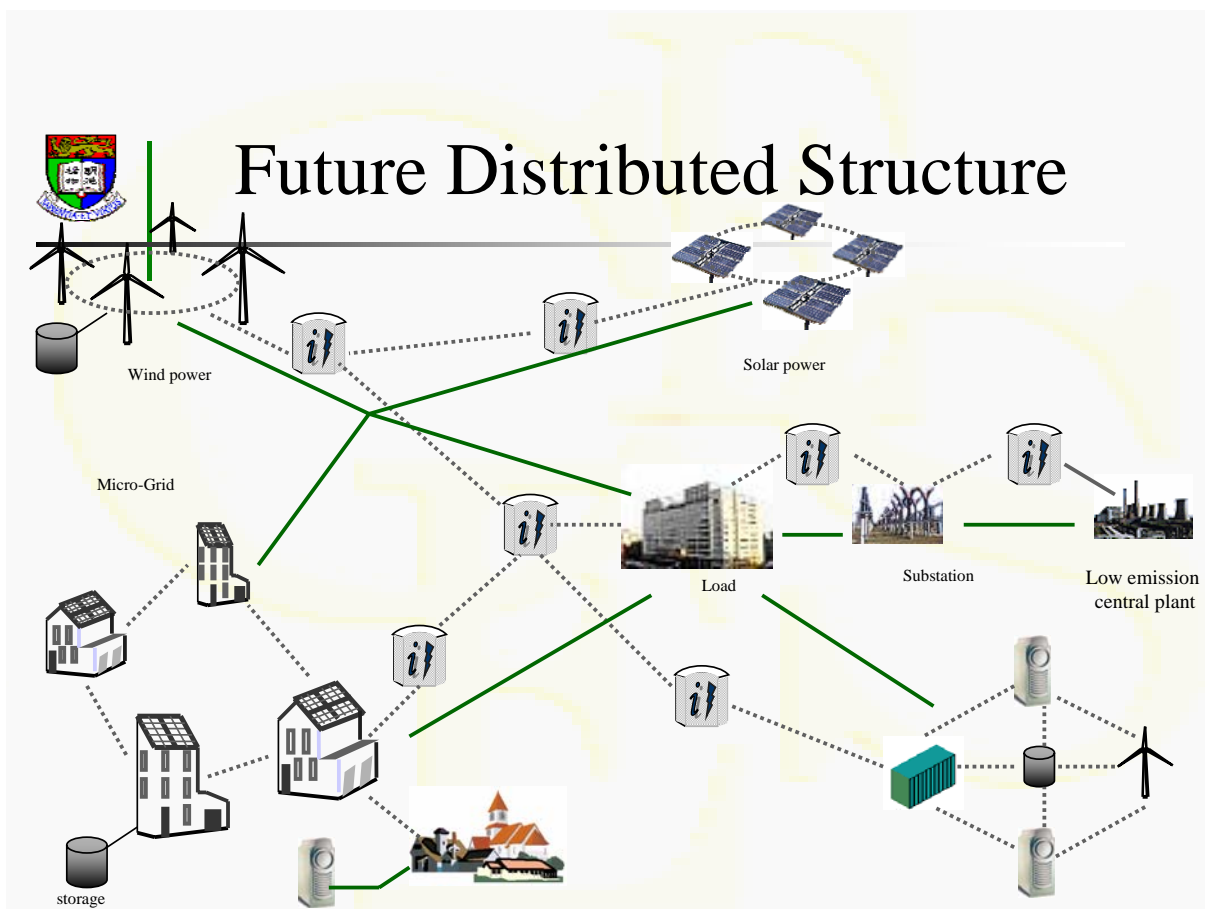 Future Distributed Structure
Wind power
Solar power
Micro-Grid
Load
Substation
Low emission
central plant
storage